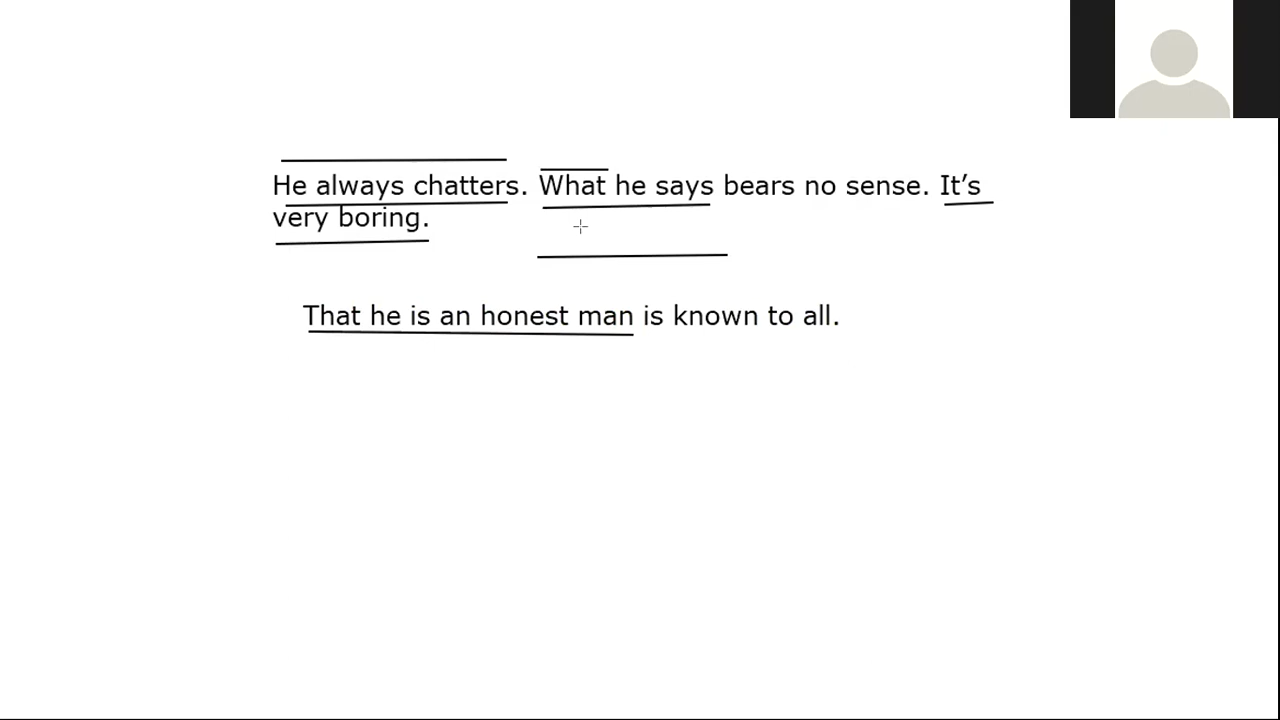 He always chatters. What he says bears no sense. It’s
very boring.
That he is an honest man is known to all.